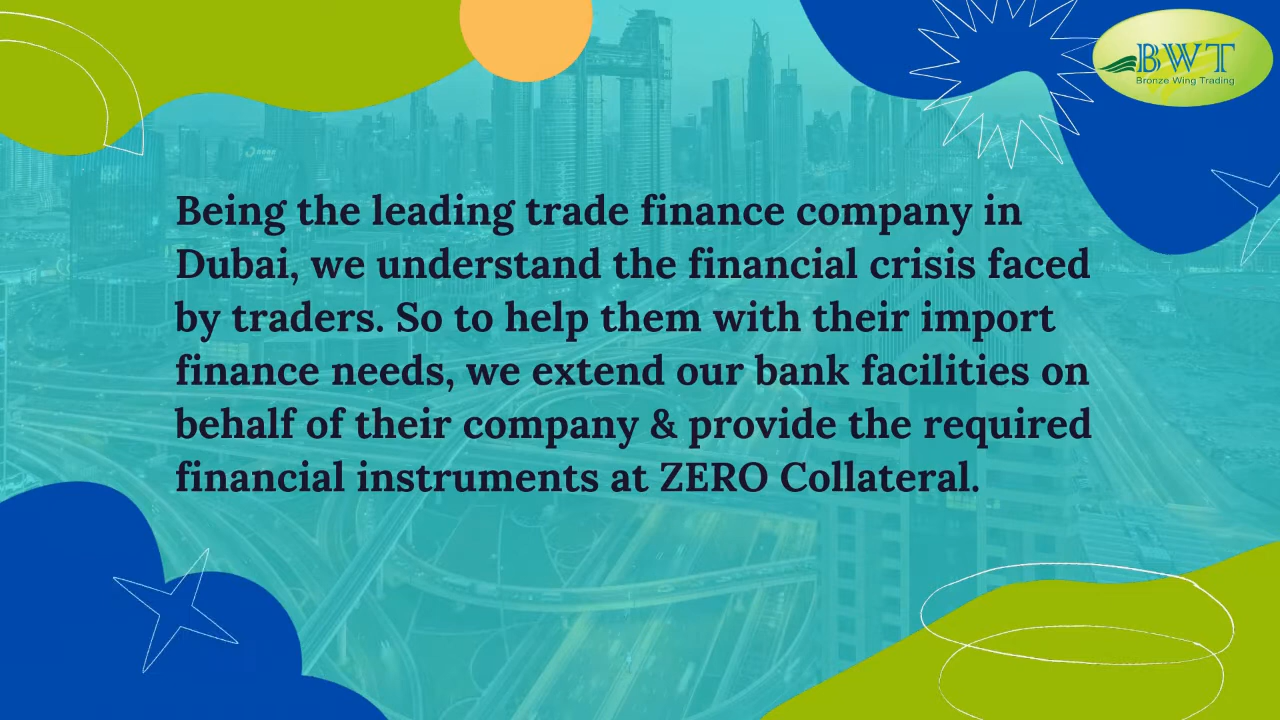 BWT
Bronze Wing Trading
Being the leading trade finance company in
Dubai, we understand the financial crisis faced
by traders. So to help them with their import
finance needs, we extend our bank facilities on
behalf of their company & provide the required
financial instruments at ZERO Collateral.